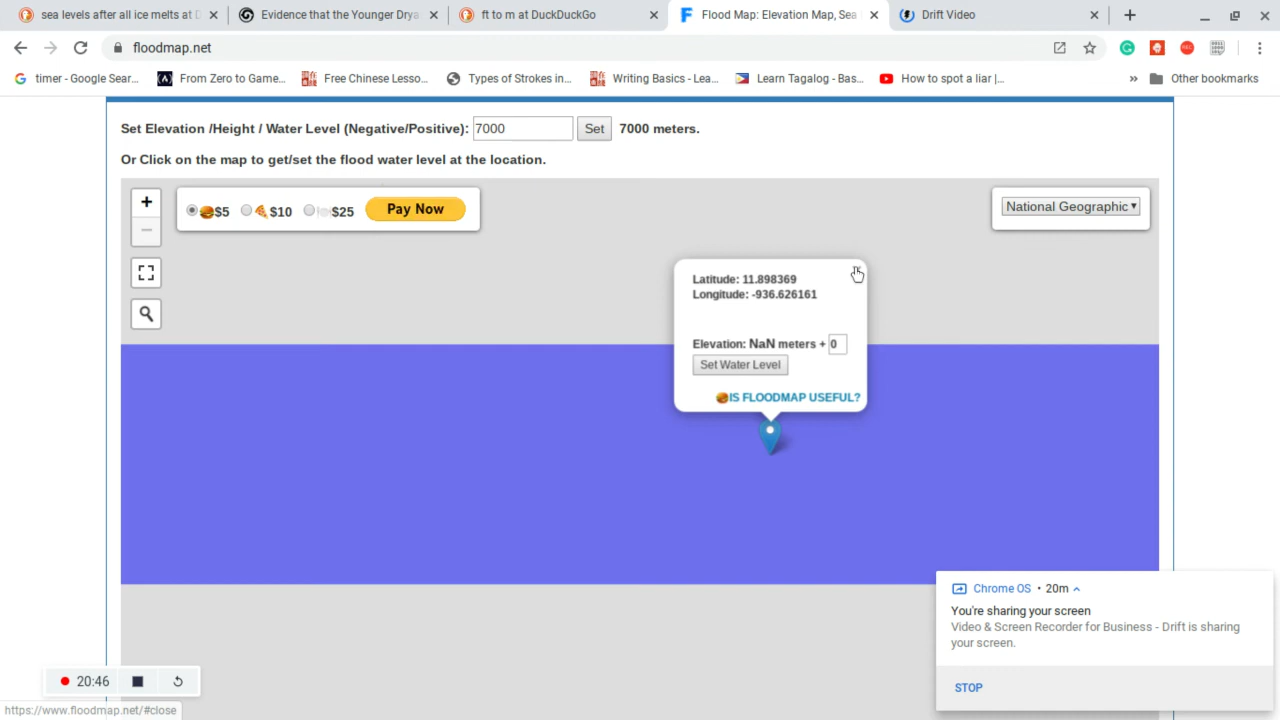 sea levels after all ice melts at D
Evidence that the Younger Drya
ft to m at DuckDuckGo
Flood Map: Elevation Map, Sea
Drift Video
floodmap.net
timer - Google Sear...
From Zero to Game...
Free Chinese Lesso...
Types of Strokes in...
Writing Basics - Lea...
Learn Tagalog - Bas...
How to spot a liar |...
»
Other bookmarks
Set Elevation /Height / Water Level (Negative/Positive): 7000 Set 7000 meters.
Or Click on the map to get/set the flood water level at the location.
+
−
$5 $10 $25 Pay Now
National Geographic
Latitude: 11.898369
Longitude: -936.626161
Elevation: NaN meters + 0
Set Water Level
IS FLOODMAP USEFUL?
Chrome OS • 20m
You're sharing your screen
Video & Screen Recorder for Business - Drift is sharing
your screen.
STOP
20:46
https://www.floodmap.net/#close